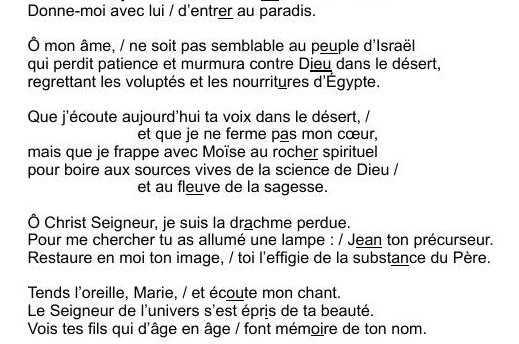 Donne-moi avec lui / d'entrer au paradis.
Ô mon âme, / ne soit pas semblable au peuple d'Israël
qui perdit patience et murmura contre Dieu dans le désert,
regrettant les voluptés et les nourritures d'Égypte.
Que j'écoute aujourd'hui ta voix dans le désert, /
et que je ne ferme pas mon cœur,
mais que je frappe avec Moïse au rocher spirituel
pour boire aux sources vives de la science de Dieu /
et au fleuve de la sagesse.
Ô Christ Seigneur, je suis la drachme perdue.
Pour me chercher tu as allumé une lampe : / Jean ton précurseur.
Restaure en moi ton image, / toi l'effigie de la substance du Père.
Tends l'oreille, Marie, / et écoute mon chant.
Le Seigneur de l'univers s'est épris de ta beauté.
Vois tes fils qui d'âge en âge / font mémoire de ton nom.